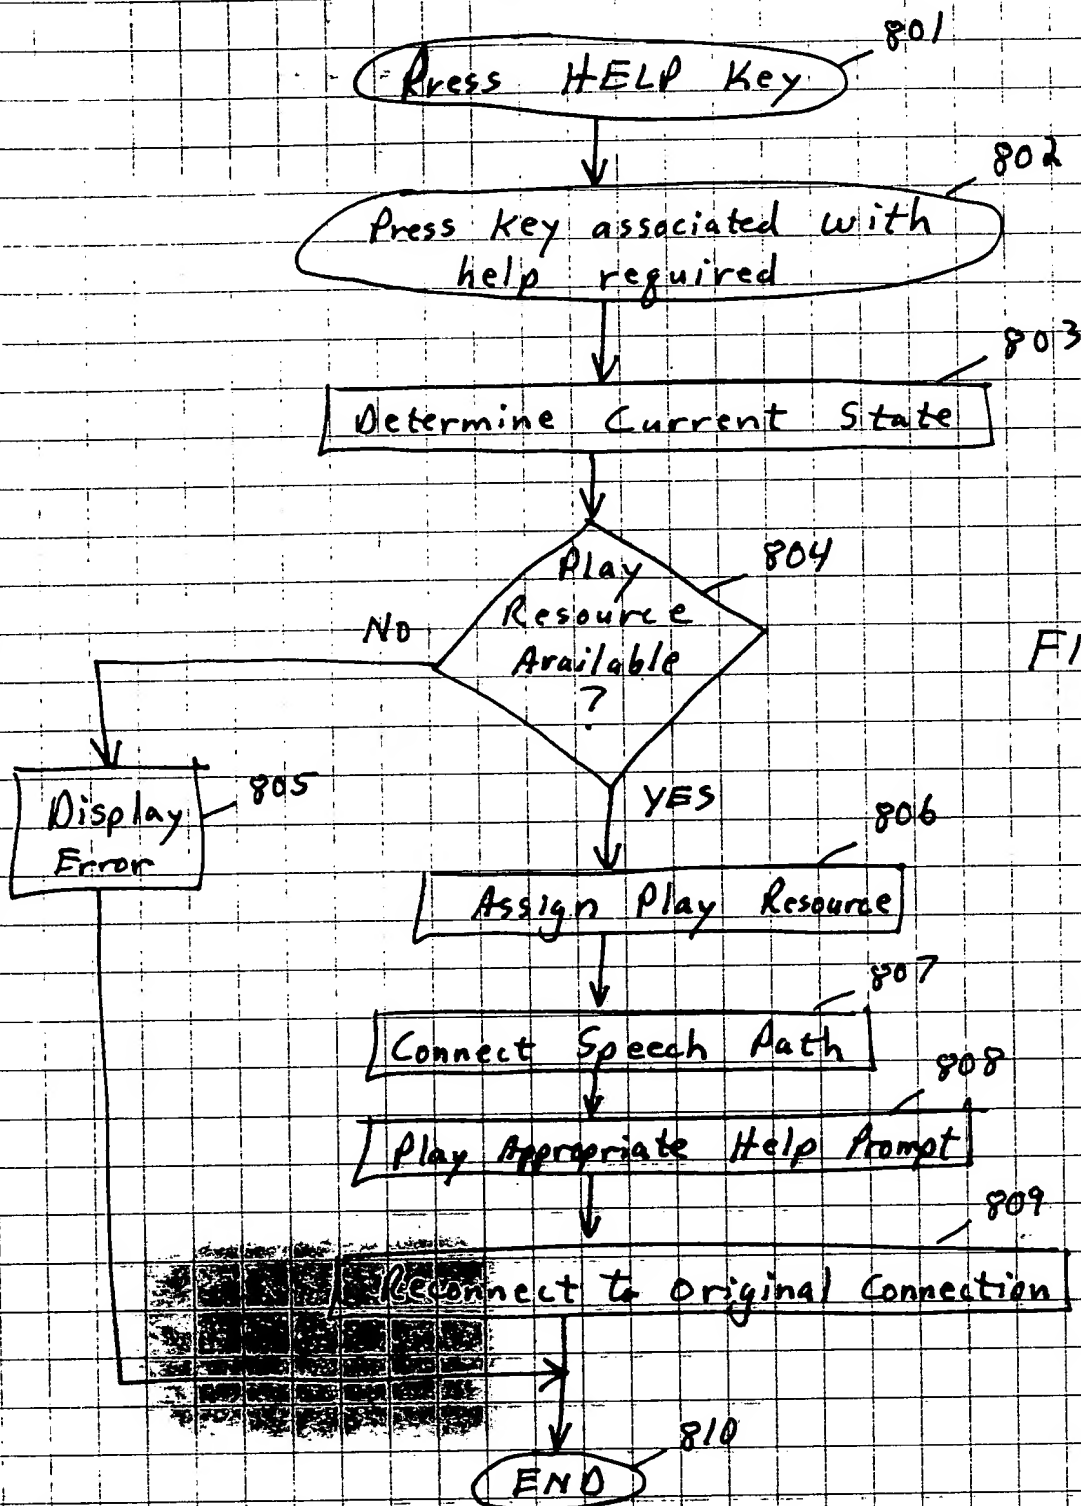 801
Press HELP Key
802
Press key associated with
help required
803
Determine Current State
804
Play
Resource
Available
?
NO
FI
YES
805
Display
Error
806
Assign Play Resource
807
Connect Speech Path
808
Play Appropriate Help Prompt
809
Reconnect to Original Connection
810
END